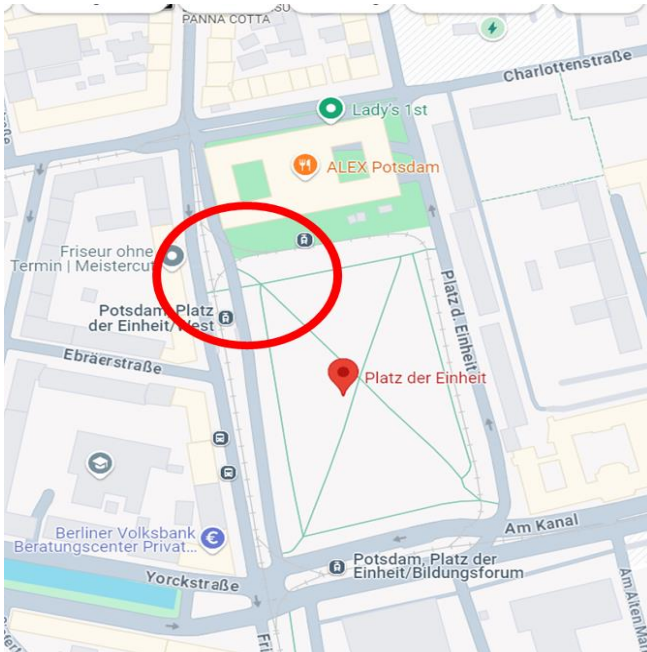 PANNA COTTA
Charlottenstraße
Lady's 1st
ALEX Potsdam
Friseur ohne
Termin | Meistercut
Potsdam, Platz
der Einheit/West
Platz d. Einheit
Ebräerstraße
Platz der Einheit
Am Kanal
Berliner Volksbank
Beratungscenter Privat...
Potsdam, Platz der
Einheit/Bildungsforum
Yorckstraße